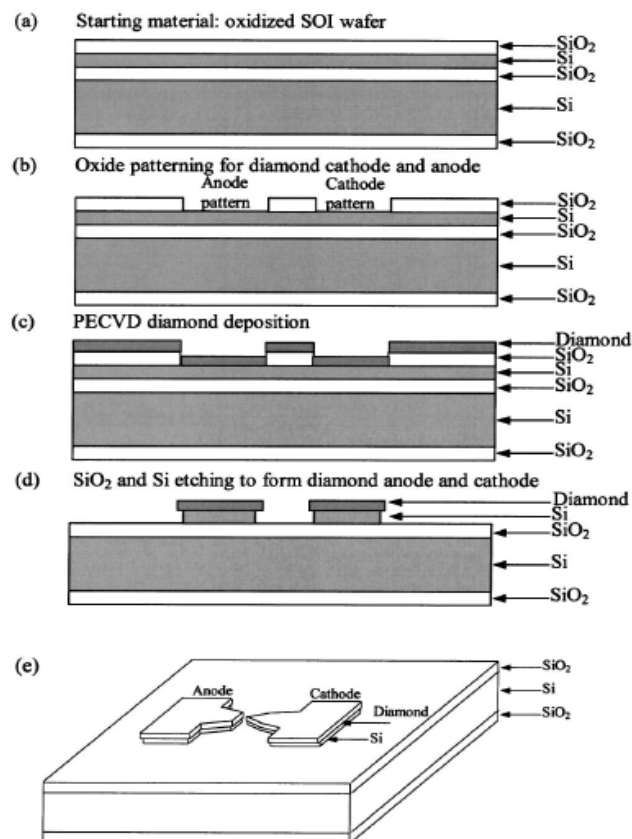 (a) Starting material: oxidized SOI wafer
SiO2
Si
SiO2
Si
SiO2
(b) Oxide patterning for diamond cathode and anode
Anode pattern
Cathode pattern
SiO2
Si
SiO2
Si
SiO2
(c) PECVD diamond deposition
Diamond
SiO2
Si
SiO2
Si
SiO2
(d) SiO2 and Si etching to form diamond anode and cathode
Diamond
Si
SiO2
Si
SiO2
(e)
Anode
Cathode
Diamond
Si
SiO2
Si
SiO2